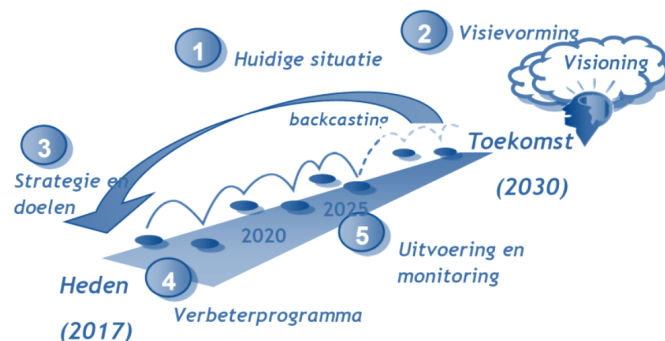 1
Huidige situatie
2
Visievorming
Visioning
backcasting
3
Strategie en
doelen
Toekomst
(2030)
2025
2020
5
Uitvoering en
monitoring
4
Verbeterprogramma
Heden
(2017)